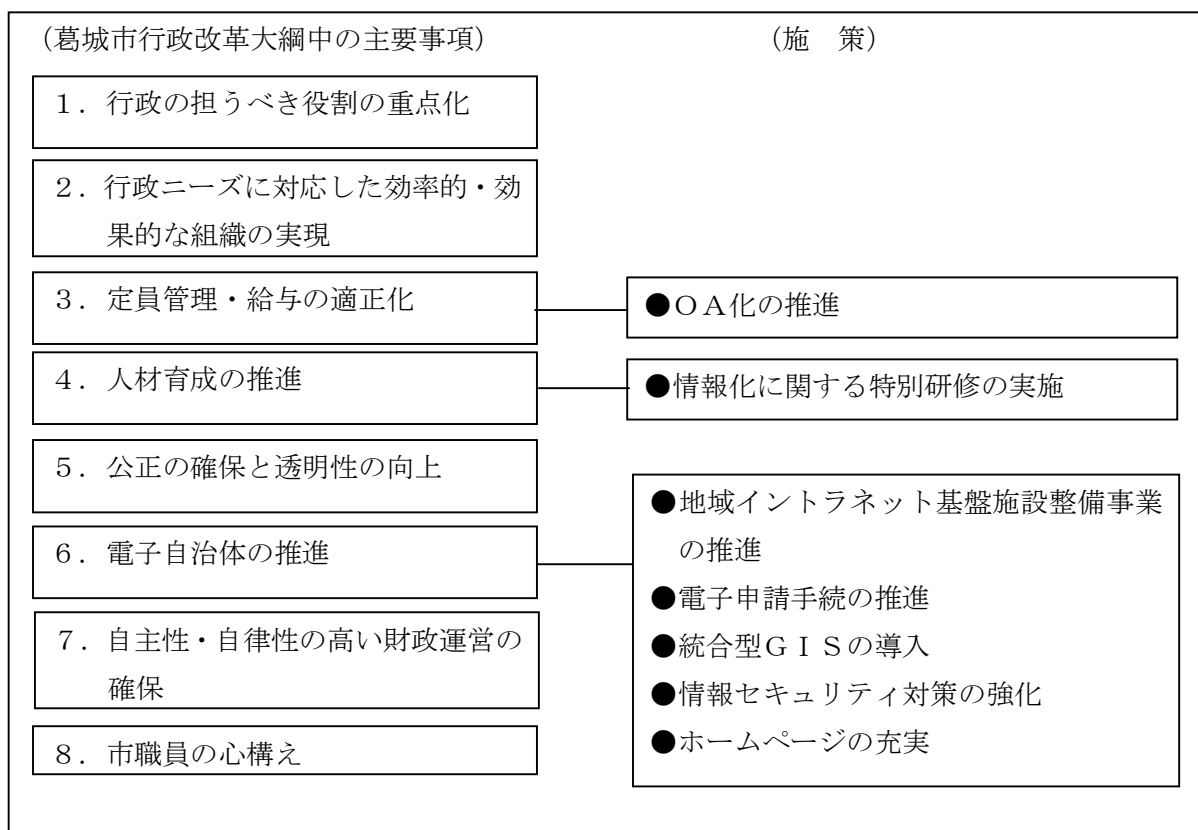 （葛城市行政改革大綱中の主要事項）
（施　策）
１．行政の担うべき役割の重点化
２．行政ニーズに対応した効率的・効
果的な組織の実現
３．定員管理・給与の適正化
●ＯＡ化の推進
４．人材育成の推進
●情報化に関する特別研修の実施
５．公正の確保と透明性の向上
６．電子自治体の推進
●地域イントラネット基盤施設整備事業
の推進
●電子申請手続の推進
●統合型ＧＩＳの導入
●情報セキュリティ対策の強化
●ホームページの充実
７．自主性・自律性の高い財政運営の
確保
８．市職員の心構え